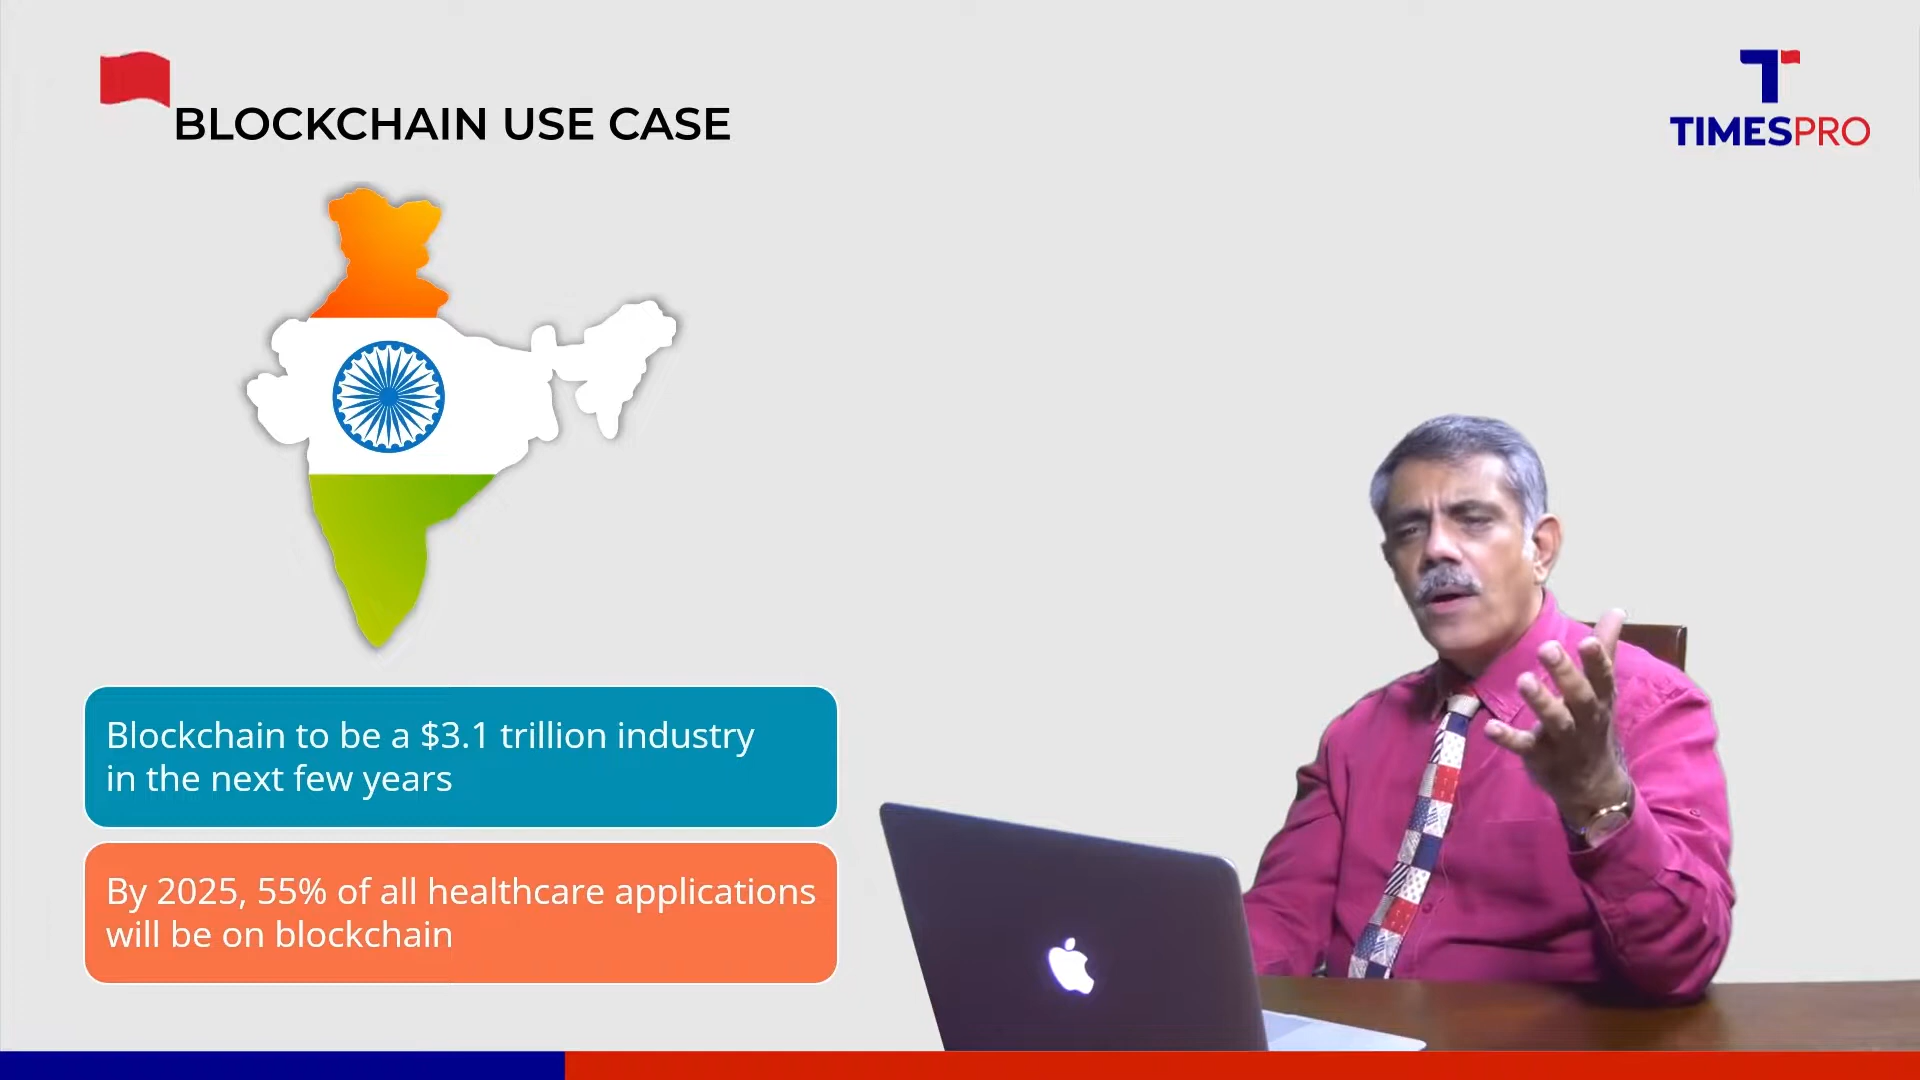 BLOCKCHAIN USE CASE
TIMESPRO
Blockchain to be a $3.1 trillion industry
in the next few years
By 2025, 55% of all healthcare applications
will be on blockchain